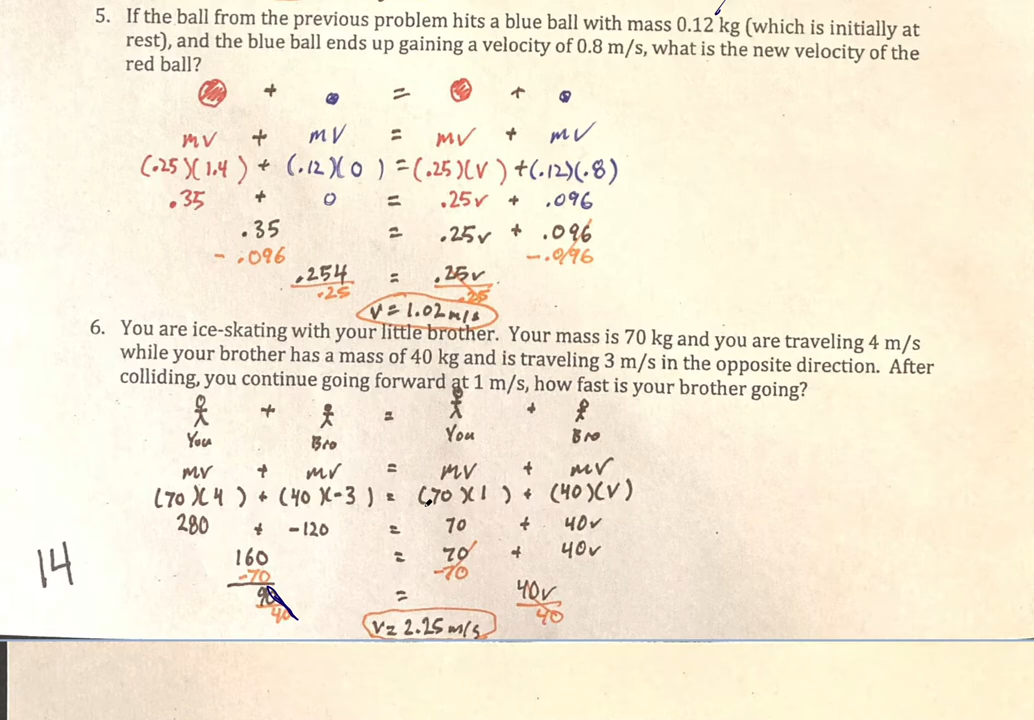 5. If the ball from the previous problem hits a blue ball with mass 0.12 kg (which is initially at
rest), and the blue ball ends up gaining a velocity of 0.8 m/s, what is the new velocity of the
red ball?
+ = +
mv + mv = mv + mv
(.25)(1.4) + (.12)(0) = (.25)(v) + (.12)(.8)
.35 + 0 = .25v + .096
.35 = .25v + .096
- .096 -.096
.254 = .25v
.25 .25
v = 1.02 m/s
6. You are ice-skating with your little brother. Your mass is 70 kg and you are traveling 4 m/s
while your brother has a mass of 40 kg and is traveling 3 m/s in the opposite direction. After
colliding, you continue going forward at 1 m/s, how fast is your brother going?
+ = +
You Bro You Bro
mv + mv = mv + mv
(70)(4) + (40)(-3) = (70)(1) + (40)(v)
280 + -120 = 70 + 40v
160 = 70 + 40v
-70 -70
90 = 40v
40 40
v = 2.25 m/s
14